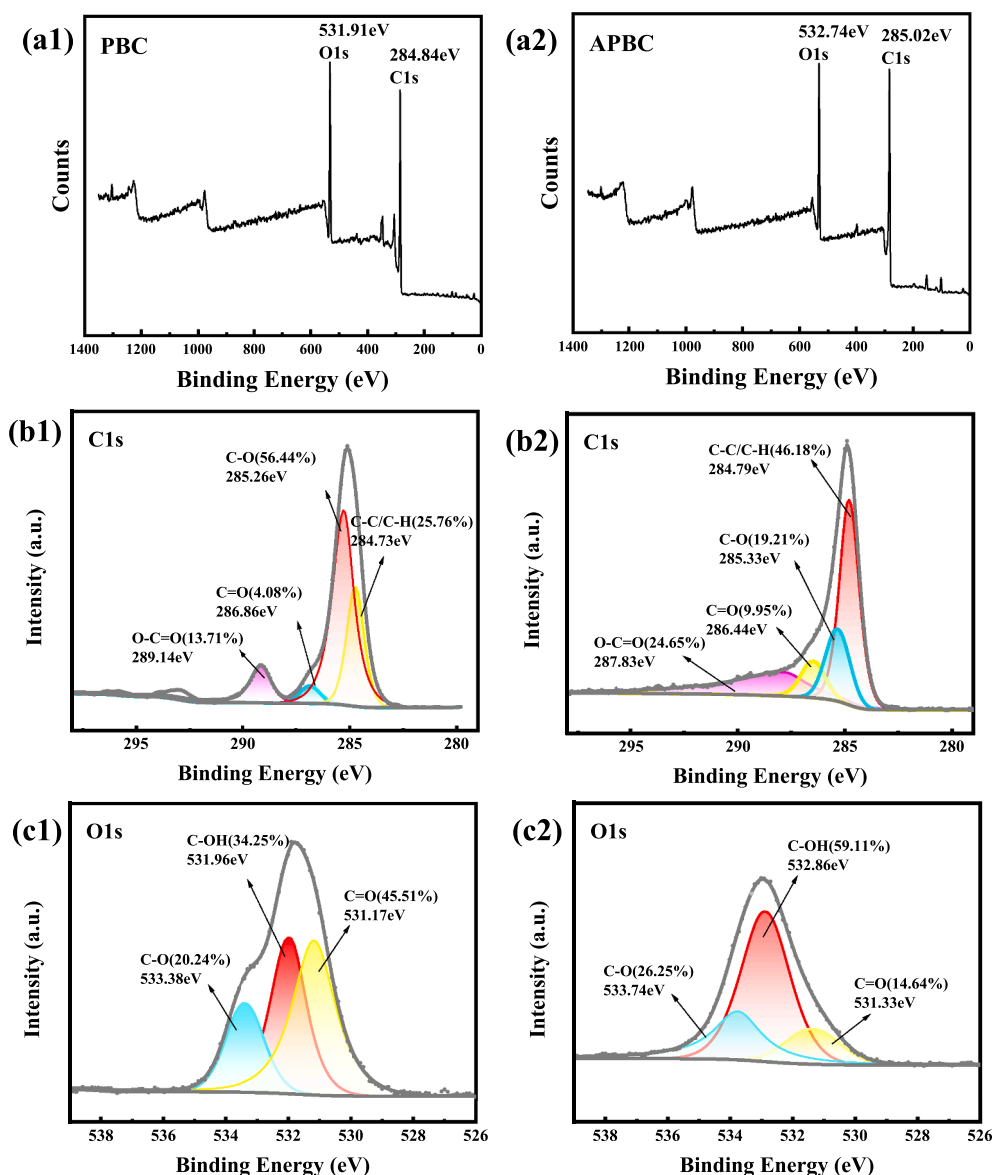 (a1)
PBC
531.91eV
O1s
284.84eV
C1s
Counts
1400 1200 1000 800 600 400 200 0
Binding Energy (eV)
(a2)
APBC
532.74eV
O1s
285.02eV
C1s
Counts
1400 1200 1000 800 600 400 200 0
Binding Energy (eV)
(b1)
C1s
C-O(56.44%)
285.26eV
C-C/C-H(25.76%)
284.73eV
C=O(4.08%)
286.86eV
O-C=O(13.71%)
289.14eV
Intensity (a.u.)
295 290 285 280
Binding Energy (eV)
(b2)
C1s
C-C/C-H(46.18%)
284.79eV
C-O(19.21%)
285.33eV
C=O(9.95%)
286.44eV
O-C=O(24.65%)
287.83eV
Intensity (a.u.)
295 290 285 280
Binding Energy (eV)
(c1)
O1s
C-OH(34.25%)
531.96eV
C=O(45.51%)
531.17eV
C-O(20.24%)
533.38eV
Intensity (a.u.)
538 536 534 532 530 528 526
Binding Energy (eV)
(c2)
O1s
C-OH(59.11%)
532.86eV
C-O(26.25%)
533.74eV
C=O(14.64%)
531.33eV
Intensity (a.u.)
538 536 534 532 530 528 526
Binding Energy (eV)